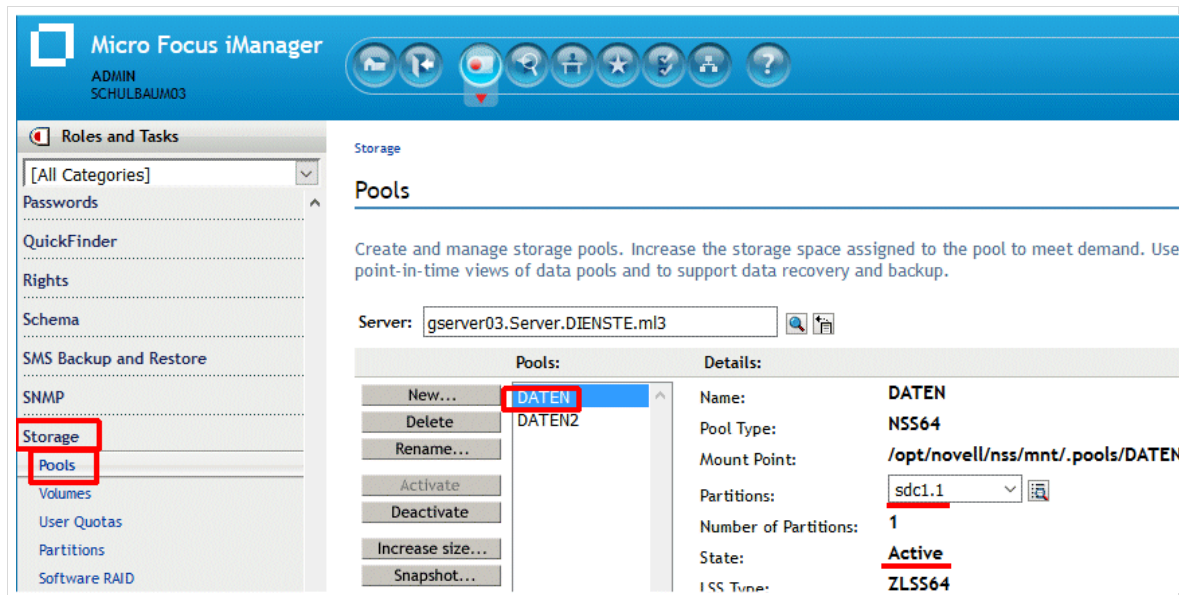 Micro Focus iManager
ADMIN
SCHULBAUM03
Roles and Tasks
[All Categories]
Passwords
QuickFinder
Rights
Schema
SMS Backup and Restore
SNMP
Storage
Pools
Volumes
User Quotas
Partitions
Software RAID
Storage
Pools
Create and manage storage pools. Increase the storage space assigned to the pool to meet demand. Use
point-in-time views of data pools and to support data recovery and backup.
Server: gserver03.Server.DIENSTE.ml3
Pools: Details:
New...
Delete
Rename...
Activate
Deactivate
Increase size...
Snapshot...
DATEN
DATEN2
Name: DATEN
Pool Type: NSS64
Mount Point: /opt/novell/nss/mnt/.pools/DATEN
Partitions: sdc1.1
Number of Partitions: 1
State: Active
LSS Type: ZLSS64